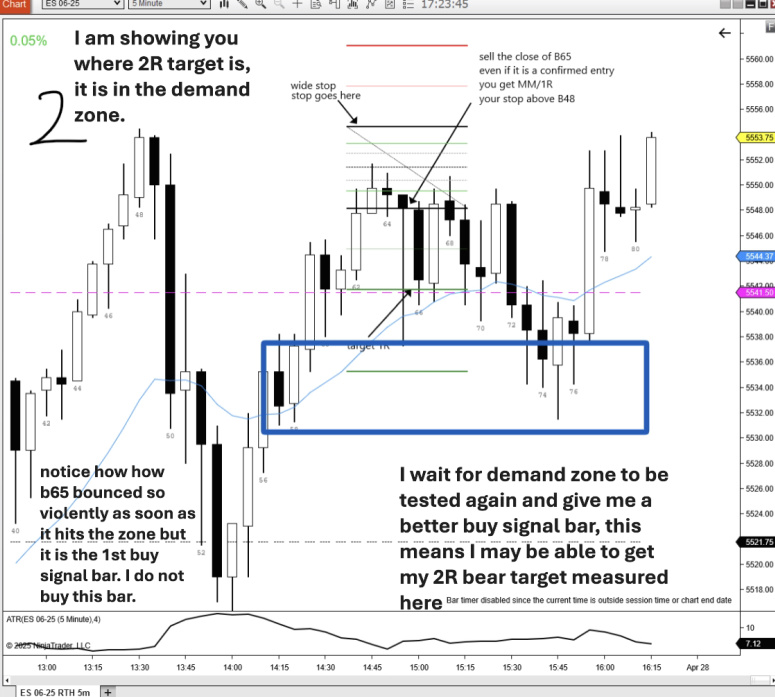 Chart
ES 06-25
5 Minute
17:23:45
0.05%
I am showing you
where 2R target is,
it is in the demand
zone.
2
wide stop
stop goes here
sell the close of B65
even if it is a confirmed entry
you get MM/1R
your stop above B48
F
5560.00
5558.00
5556.00
5553.75
5552.00
5550.00
5548.00
5546.00
5544.37
5542.00
5541.50
5540.00
5538.00
5536.00
5534.00
5532.00
5530.00
5528.00
5526.00
5524.00
5521.75
5520.00
5518.00
48
64
68
62
66
46
70
72
78
80
target 1R
44
42
74
76
58
50
56
40
52
notice how how
b65 bounced so
violently as soon as
it hits the zone but
it is the 1st buy
signal bar. I do not
buy this bar.
I wait for demand zone to be
tested again and give me a
better buy signal bar, this
means I may be able to get
my 2R bear target measured
here
Bar timer disabled since the current time is outside session time or chart end date
ATR(ES 06-25 (5 Minute),4)
10
7.12
© 2025 NinjaTrader, LLC
13:00 13:15 13:30 13:45 14:00 14:15 14:30 14:45 15:00 15:15 15:30 15:45 16:00 16:15 Apr 28
ES 06-25 RTH 5m
+